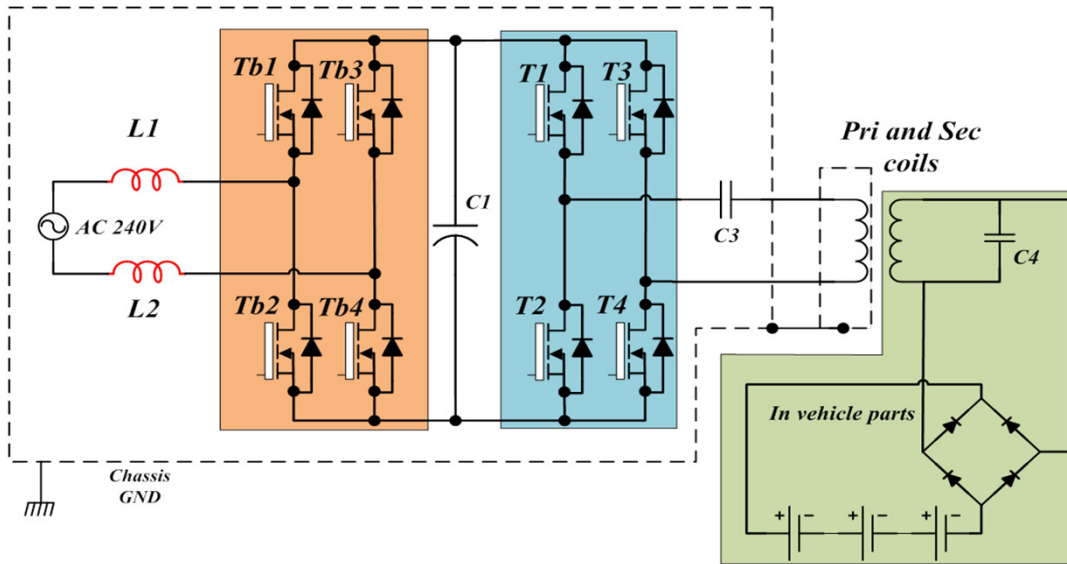 Tb1
Tb3
T1
T3
L1
Pri and Sec
coils
AC 240V
C1
C3
C4
L2
Tb2
Tb4
T2
T4
In vehicle parts
Chassis
GND
+ − + − + −